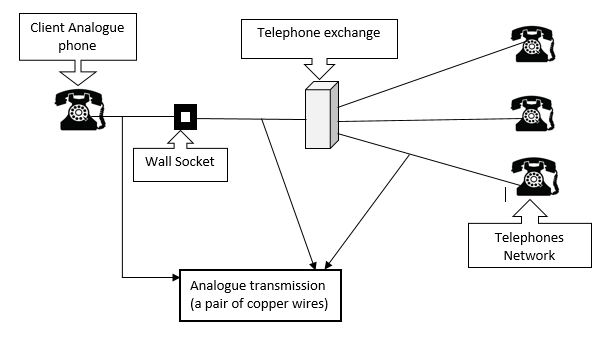 Client Analogue
phone
Telephone exchange
Wall Socket
Telephones
Network
Analogue transmission
(a pair of copper wires)